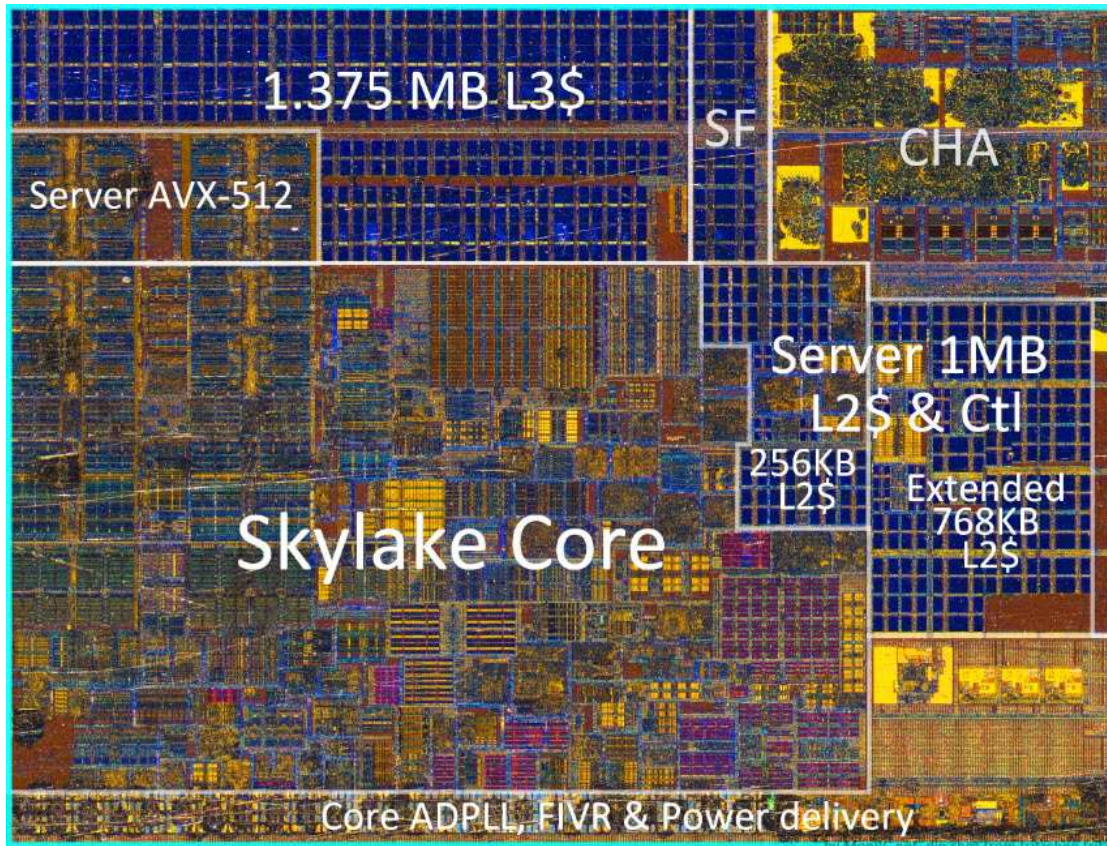 1.375 MB L3$
SF
CHA
Server AVX-512
Server 1MB
L2$ & Ctl
256KB
L2$
Extended
768KB
L2$
Skylake Core
Core ADPLL, FIVR & Power delivery